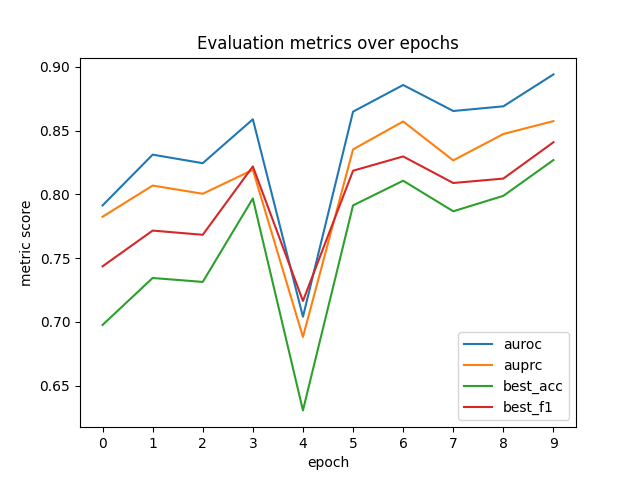 Evaluation metrics over epochs
metric score
0.90
0.85
0.80
0.75
0.70
0.65
0 1 2 3 4 5 6 7 8 9
epoch
auroc
auprc
best_acc
best_f1